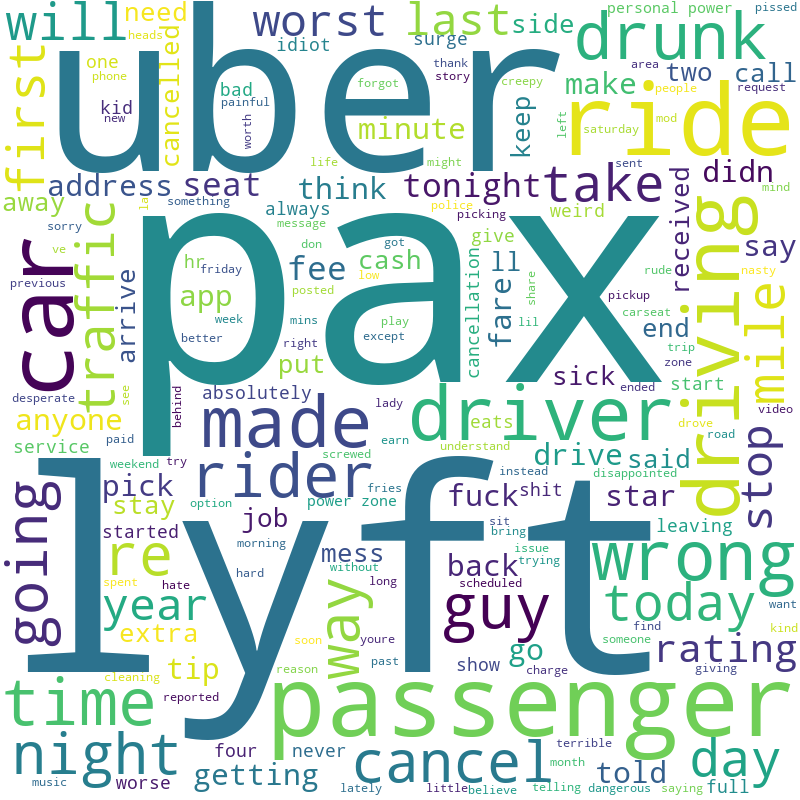 will
need
worst
last
side
personal power
pissed
heads
idiot
surge
drunk
one
phone
first
cancelled
uber
thank
story
area
two
call
kid
new
bad
painful
worth
creepy
make
people
request
forgot
minute
keep
left
saturday
mod
ride
address
seat
think
life
might
tonight
sent
take
didn
mind
away
something
always
la
police
picking
weird
received
driving
say
sorry
traffic
message
give
ve
car
previous
arrive
hr
friday
don
got
fee
cash
ll
rude
nasty
app
posted
low
cancellation
fare
share
pickup
carseat
end
mile
pax
week
mins
play
lil
zone
better
right
except
trip
desperate
put
sick
ended
start
video
see
behind
absolutely
lady
eats
drove
road
anyone
paid
made
earn
driver
service
try
screwed
understand
drive
said
stop
weekend
rider
instead
disappointed
going
pick
option
fries
power zone
fuck
shit
star
stay
job
sit
bring
leaving
started
morning
mess
issue
trying
wrong
re
without
back
spent
hate
hard
long
scheduled
want
year
way
guy
today
extra
soon
youre
go
someone
find
kind
lyft
tip
reason
past
show
charge
giving
rating
cleaning
reported
time
passenger
night
four
never
cancel
terrible
told
day
month
music
worse
getting
lately
little
believe
telling
dangerous
saying
full